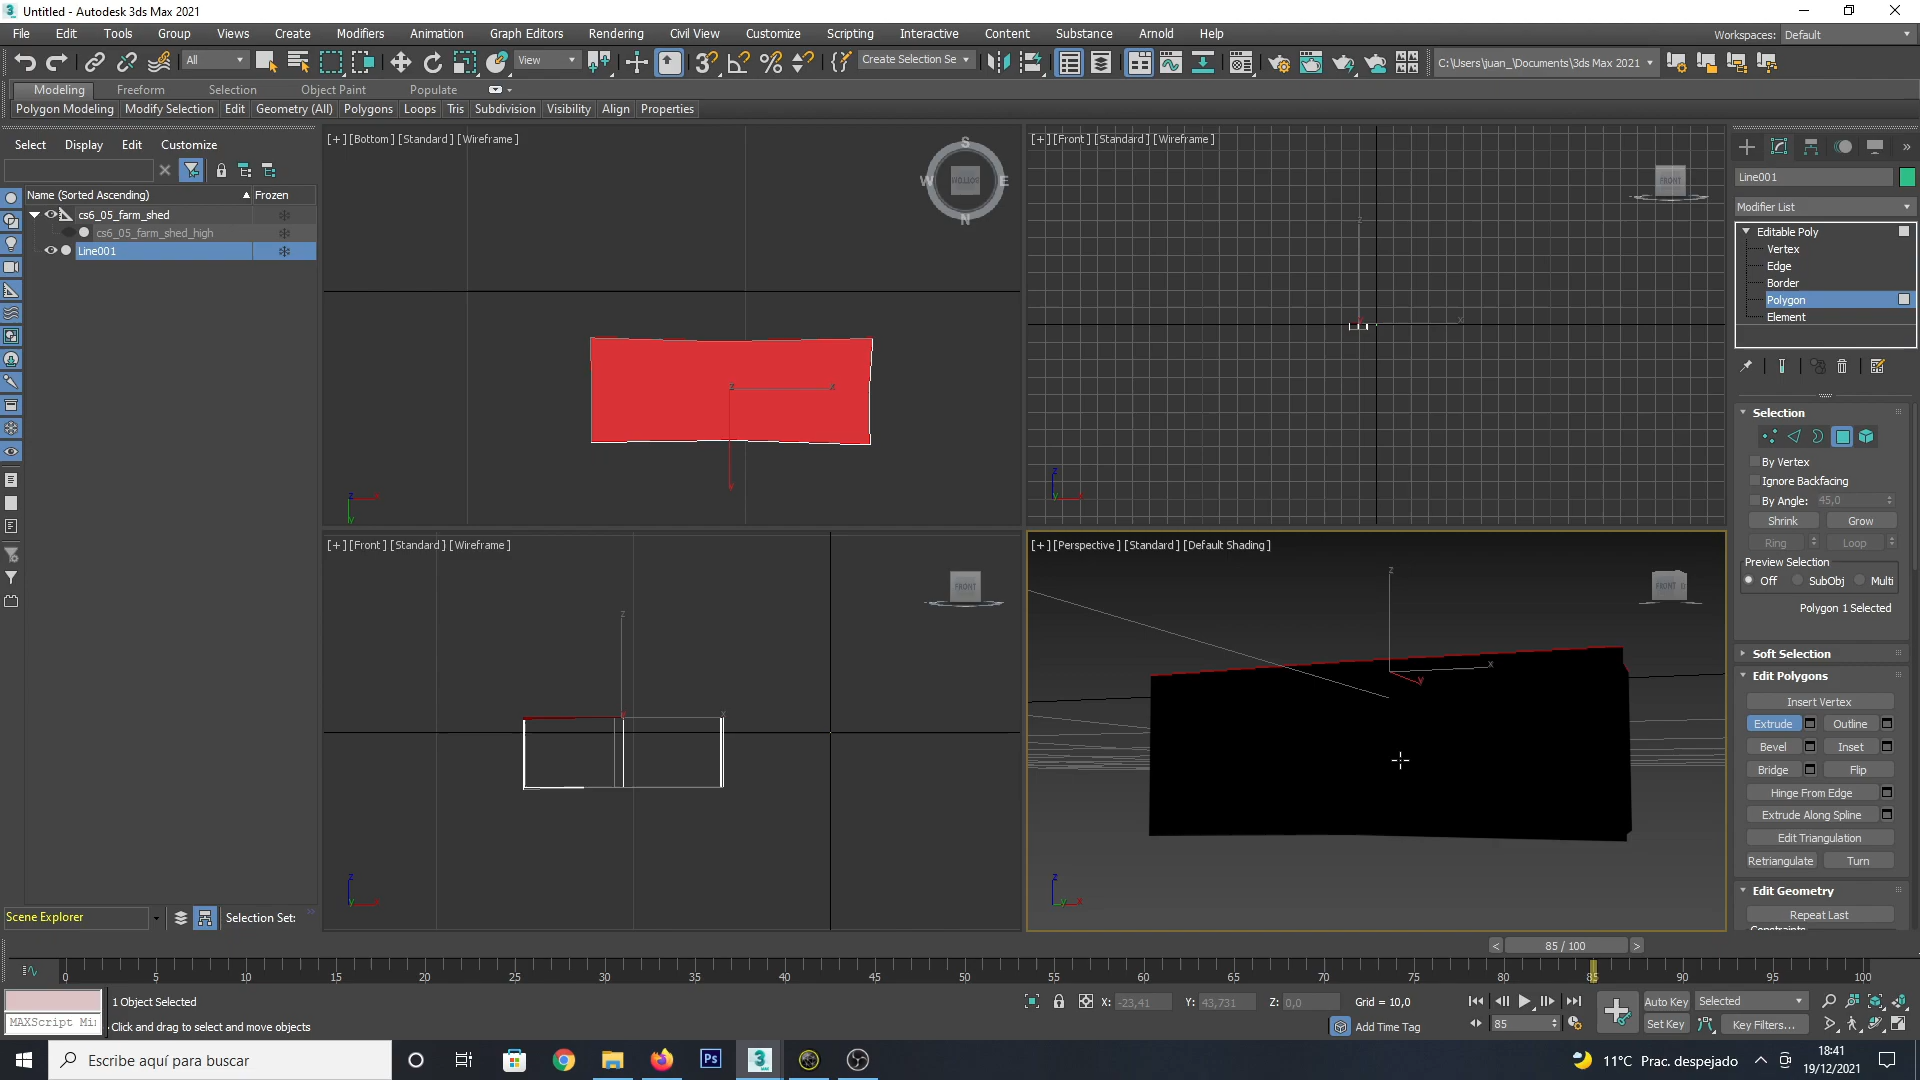 Untitled - Autodesk 3ds Max 2021
File Edit Tools Group Views Create Modifiers Animation Graph Editors Rendering Civil View Customize Scripting Interactive Content Substance Arnold Help
Workspaces: Default
All View Create Selection Se C:\Users\juan_\Documents\3ds Max 2021
Modeling Freeform Selection Object Paint Populate
Polygon Modeling Modify Selection Edit Geometry (All) Polygons Loops Tris Subdivision Visibility Align Properties
Select Display Edit Customize
Name (Sorted Ascending) Frozen
cs6_05_farm_shed
cs6_05_farm_shed_high
Line001
Scene Explorer Selection Set:
[+] [Bottom] [Standard] [Wireframe]
S
W E
BOTTOM
N
z x
y
z
y
[+] [Front] [Standard] [Wireframe]
FRONT
z
x
z
y
[+] [Front] [Standard] [Wireframe]
FRONT
z
x
z
y
[+] [Perspective] [Standard] [Default Shading]
FRONT
z
x
y
z
y x
Line001
Modifier List
Editable Poly
Vertex
Edge
Border
Polygon
Element
Selection
By Vertex
Ignore Backfacing
By Angle: 45,0
Shrink Grow
Ring Loop
Preview Selection
Off SubObj Multi
Polygon 1 Selected
Soft Selection
Edit Polygons
Insert Vertex
Extrude Outline
Bevel Inset
Bridge Flip
Hinge From Edge
Extrude Along Spline
Edit Triangulation
Retriangulate Turn
Edit Geometry
Repeat Last
< 85 / 100 >
0 5 10 15 20 25 30 35 40 45 50 55 60 65 70 75 80 85 90 95 100
MAXScript Mi
1 Object Selected
Click and drag to select and move objects
X: -23,41 Y: 43,731 Z: 0,0 Grid = 10,0
Add Time Tag
85
Auto Key Selected
Set Key Key Filters...
Escribe aquí para buscar
Ps
3
11°C Prac. despejado
18:41
19/12/2021